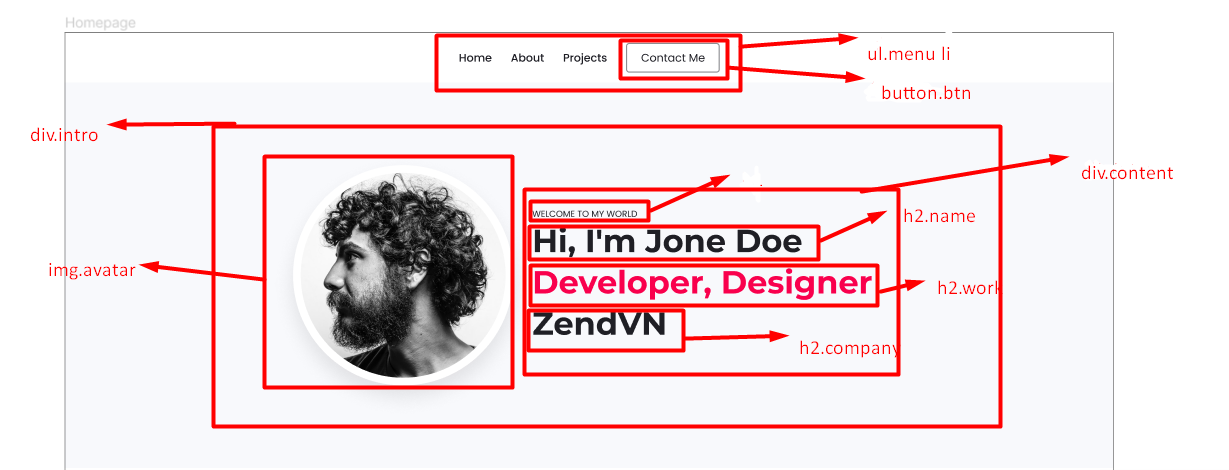 Homepage
Home About Projects Contact Me
ul.menu li
button.btn
div.intro
div.content
WELCOME TO MY WORLD
h2.name
Hi, I'm Jone Doe
img.avatar
Developer, Designer
h2.work
ZendVN
h2.company